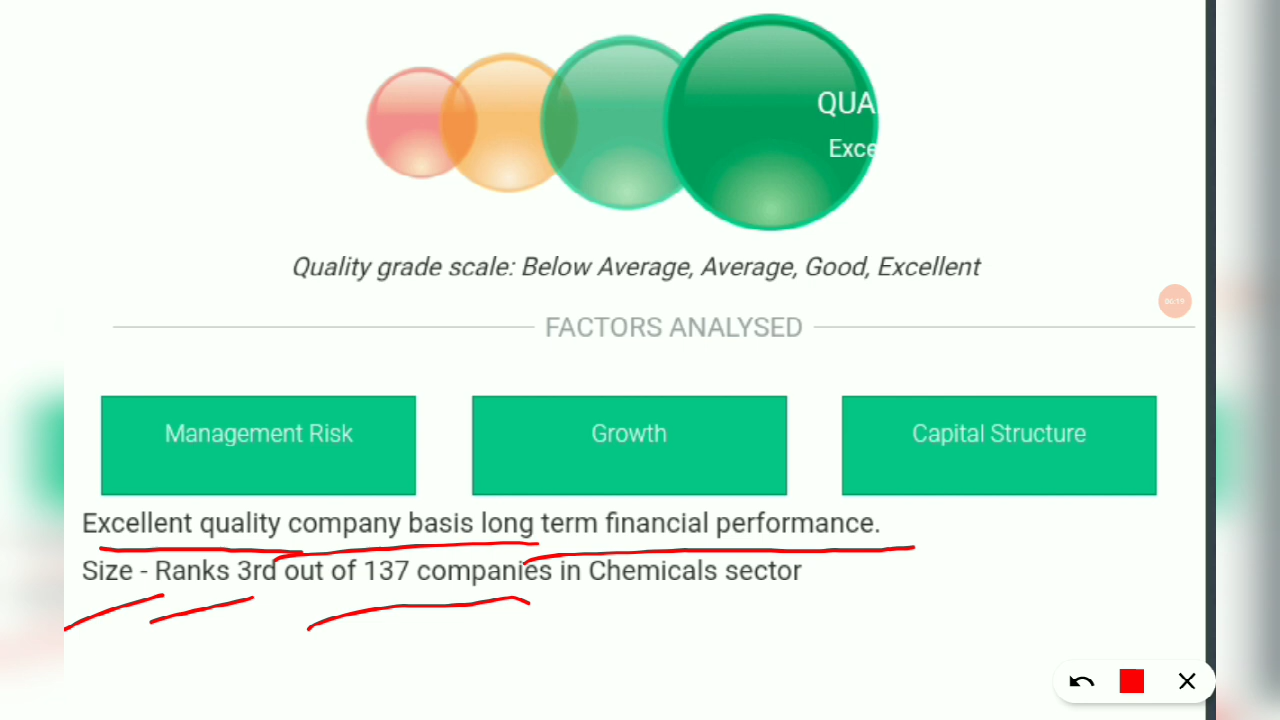 QUA
Exce
Quality grade scale: Below Average, Average, Good, Excellent
FACTORS ANALYSED
Management Risk
Growth
Capital Structure
Excellent quality company basis long term financial performance.
Size - Ranks 3rd out of 137 companies in Chemicals sector